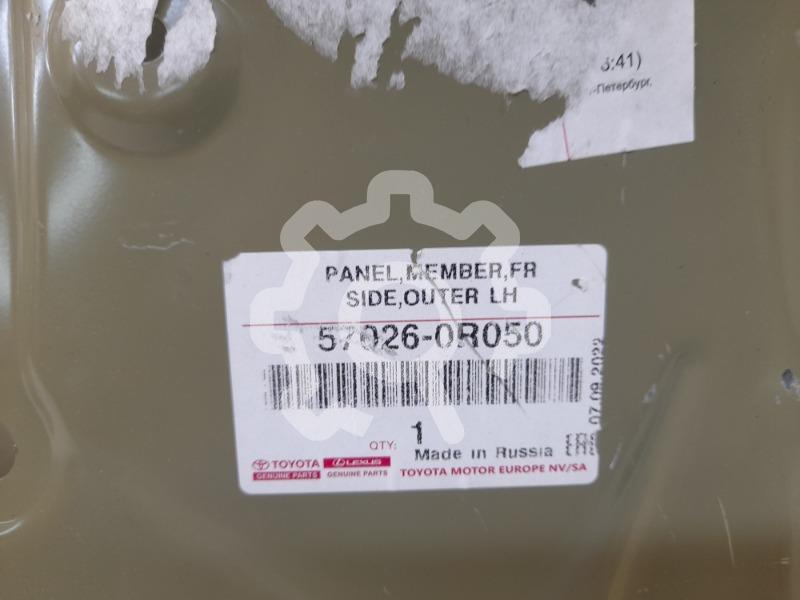 3:41)
-Петербург,
PANEL,MEMBER,FR
SIDE,OUTER LH
57026-0R050
07.09.2022
QTY: 1
Made in Russia
TOYOTA LEXUS
GENUINE PARTS GENUINE PARTS
TOYOTA MOTOR EUROPE NV/SA